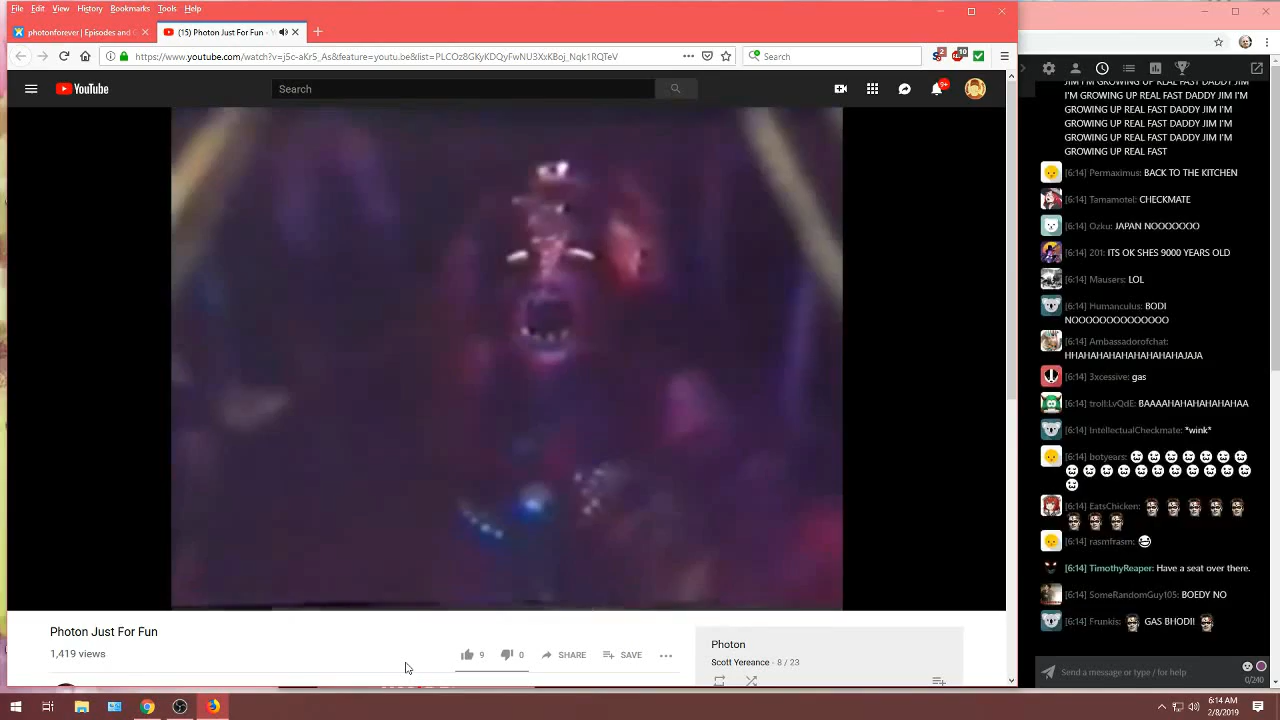 File Edit View History Bookmarks Tools Help
photonforever | Episodes and G
(15) Photon Just For Fun - Y
https://www.youtube.com/watch?v=j5c-eir5_As&feature=youtu.be&list=PLCOz8GKyKDQyFwNU3XxKBoj_Nqk1RQTeV
Search
2
10
YouTube
Search
9+
Photon Just For Fun
1,419 views
9
0
SHARE
SAVE
Photon
Scott Yereance - 8 / 23
GROWING UP REAL FAST DADDY JIM I'M
GROWING UP REAL FAST DADDY JIM I'M
I'M GROWING UP REAL FAST DADDY
GROWING UP REAL FAST DADDY JIM I'M
GROWING UP REAL FAST
[6:14] Permaximus: BACK TO THE KITCHEN
[6:14] Tamamotel: CHECKMATE
[6:14] Ozku: JAPAN NOOOOOOO
[6:14] 201: ITS OK SHES 9000 YEARS OLD
[6:14] Mausers: LOL
[6:14] Humanculus: BODI
NOOOOOOOOOOOOOO
[6:14] Ambassadorofchat:
HHAHAHAHAHAHAHAHAJAJA
[6:14] 3xcessive: gas
[6:14] troll:LvQdE: BAAAAHAHAHAHAHAA
[6:14] IntellectualCheckmate: *wink*
[6:14] botyears:
[6:14] EatsChicken:
[6:14] rasmfrasm:
[6:14] TimothyReaper: Have a seat over there.
[6:14] SomeRandomGuy105: BOEDY NO
[6:14] Frunkis: GAS BHODI!
Send a message or type / for help
0/240
6:14 AM
2/8/2019